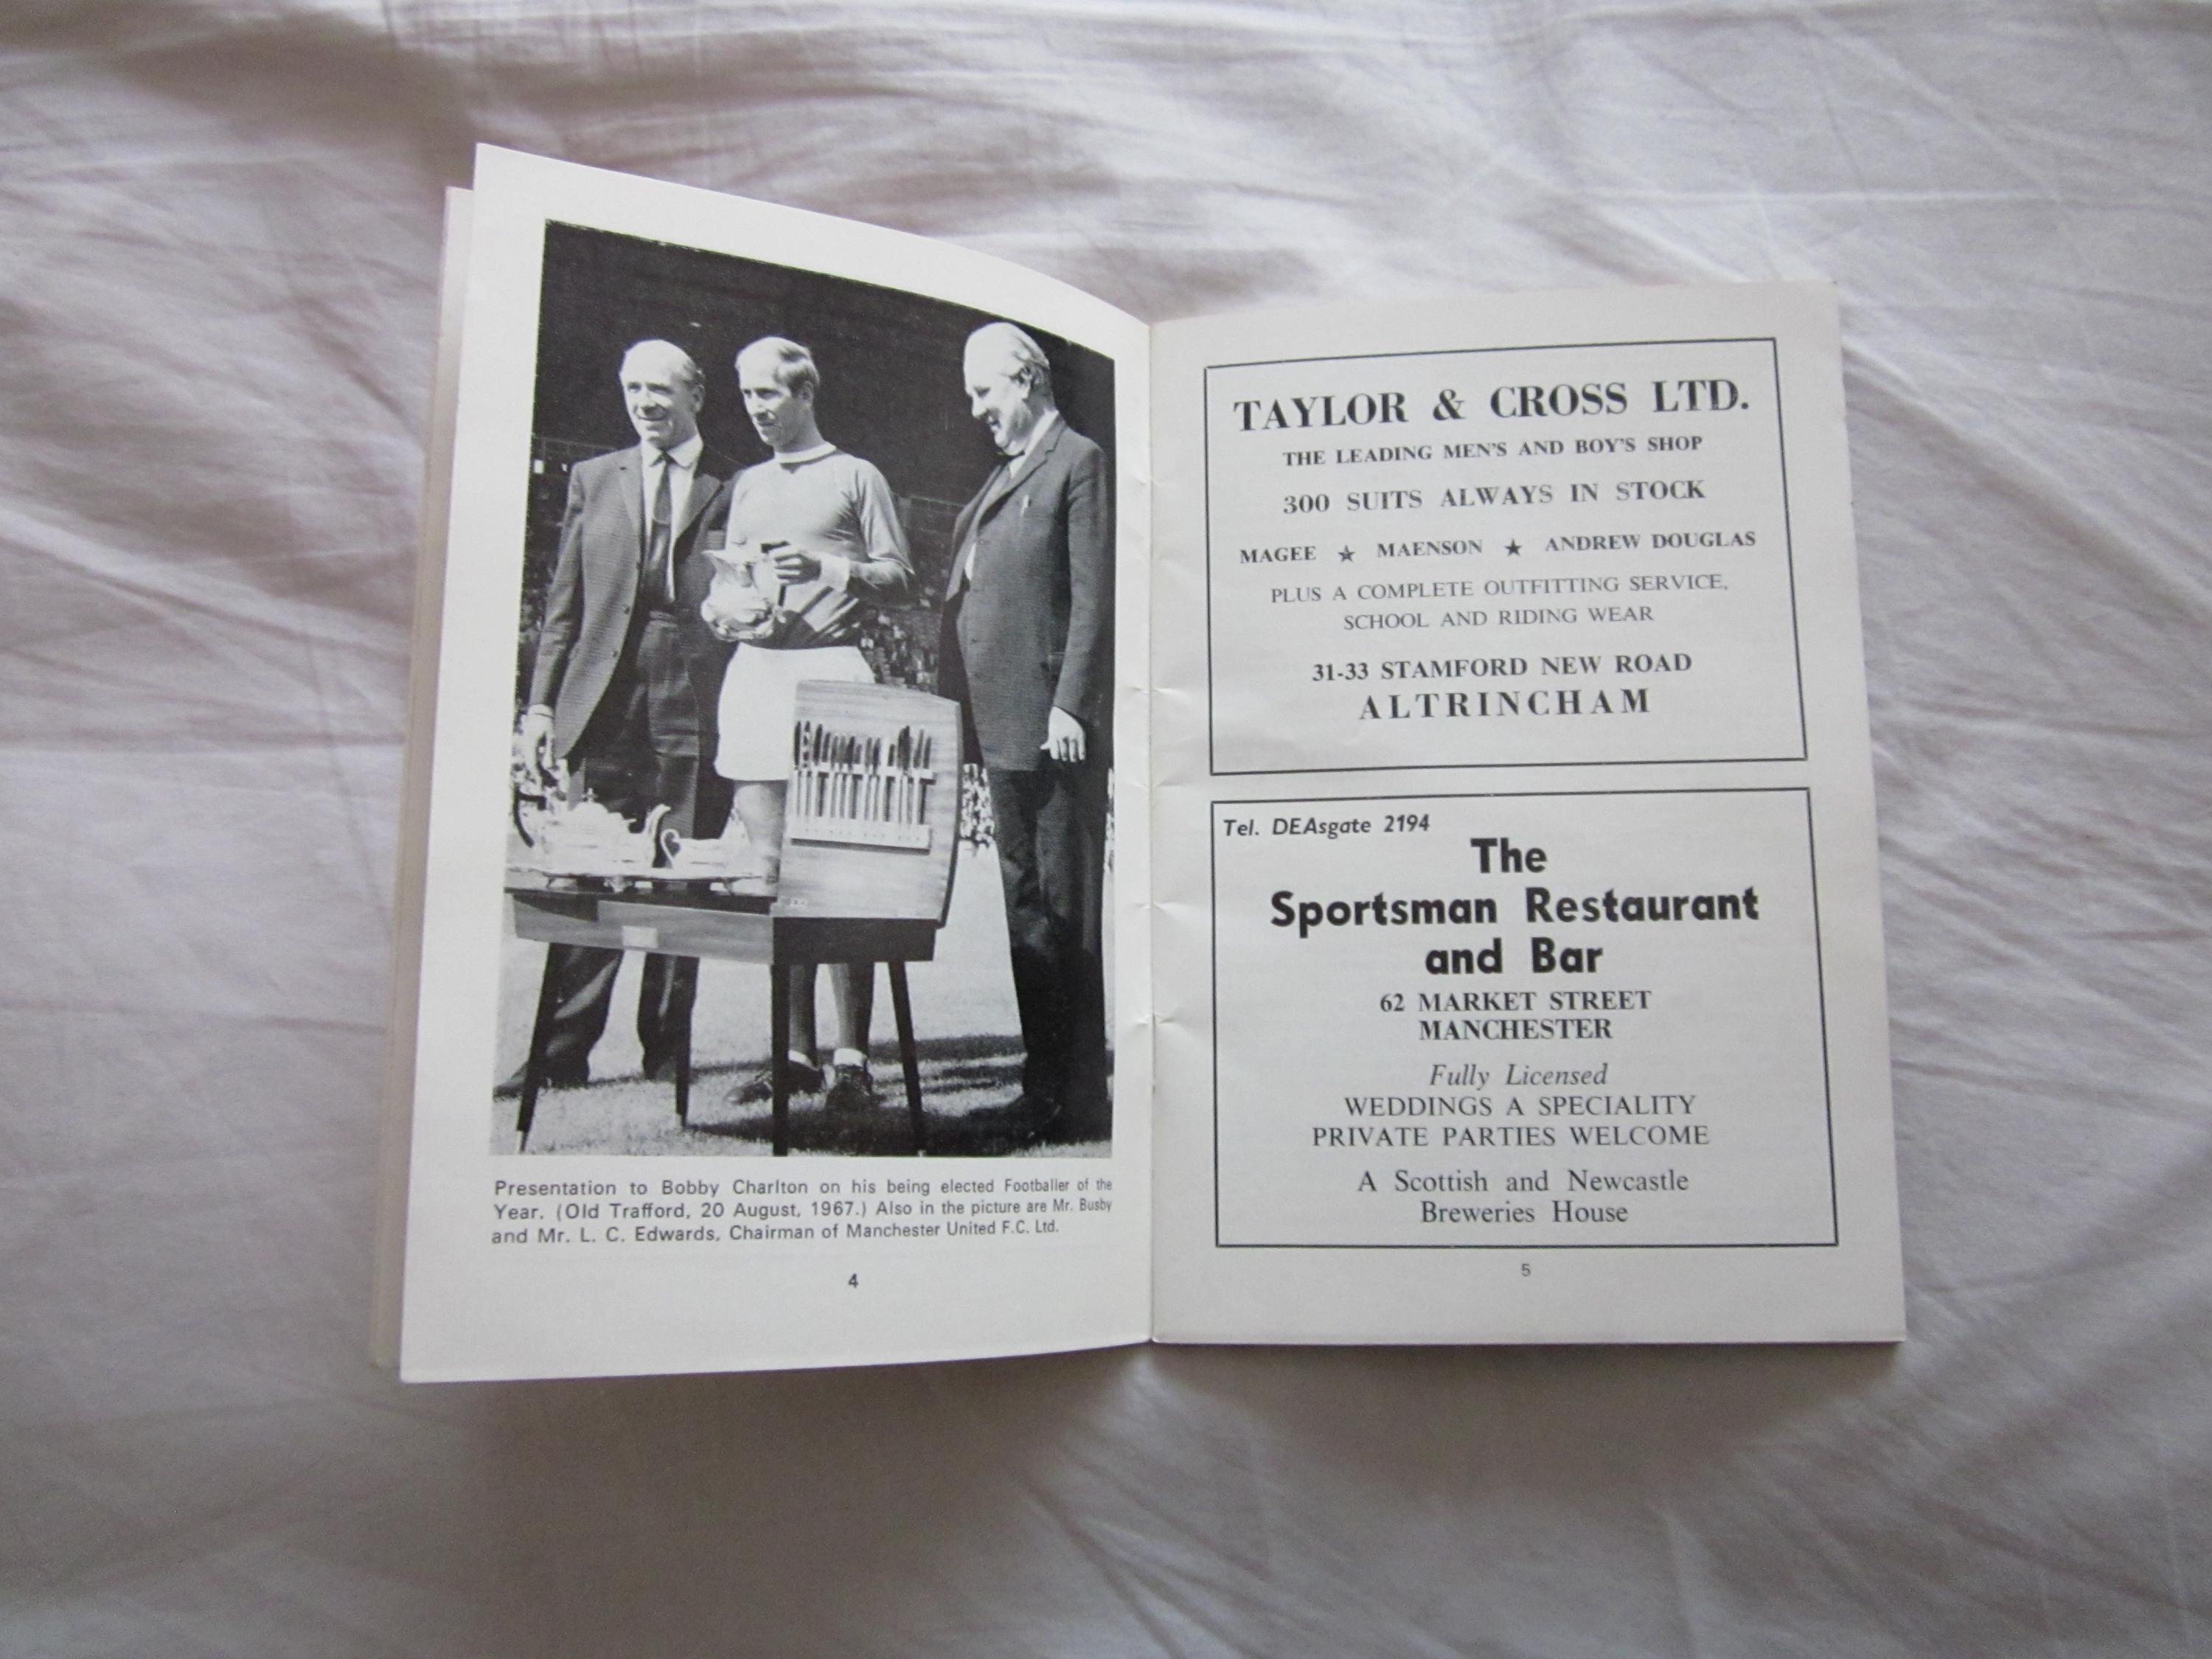 Presentation to Bobby Charlton on his being elected Footballer of the
Year. (Old Trafford, 20 August, 1967.) Also in the picture are Mr. Busby
and Mr. L. C. Edwards, Chairman of Manchester United F.C. Ltd.
4
TAYLOR & CROSS LTD.
THE LEADING MEN'S AND BOY'S SHOP
300 SUITS ALWAYS IN STOCK
MAGEE ★ MAENSON ★ ANDREW DOUGLAS
PLUS A COMPLETE OUTFITTING SERVICE,
SCHOOL AND RIDING WEAR
31-33 STAMFORD NEW ROAD
ALTRINCHAM
Tel. DEAsgate 2194
The
Sportsman Restaurant
and Bar
62 MARKET STREET
MANCHESTER
Fully Licensed
WEDDINGS A SPECIALITY
PRIVATE PARTIES WELCOME
A Scottish and Newcastle
Breweries House
5